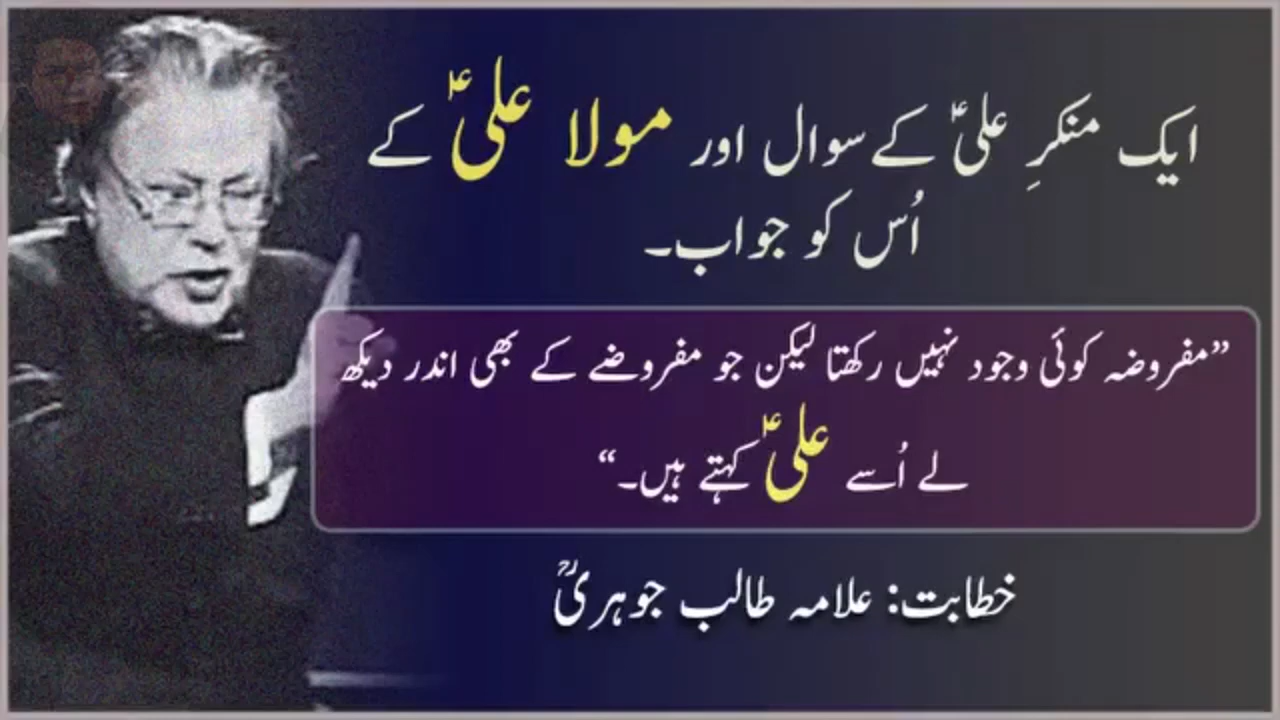 ایک منکرِ علیؑ کے سوال اور مولا علیؑ کے
اُس کو جواب۔
”مفروضہ کوئی وجود نہیں رکھتا لیکن جو مفروضے کے بھی اندر دیکھ
لے اُسے علیؑ کہتے ہیں۔“
خطابت: علامہ طالب جوہریؒ